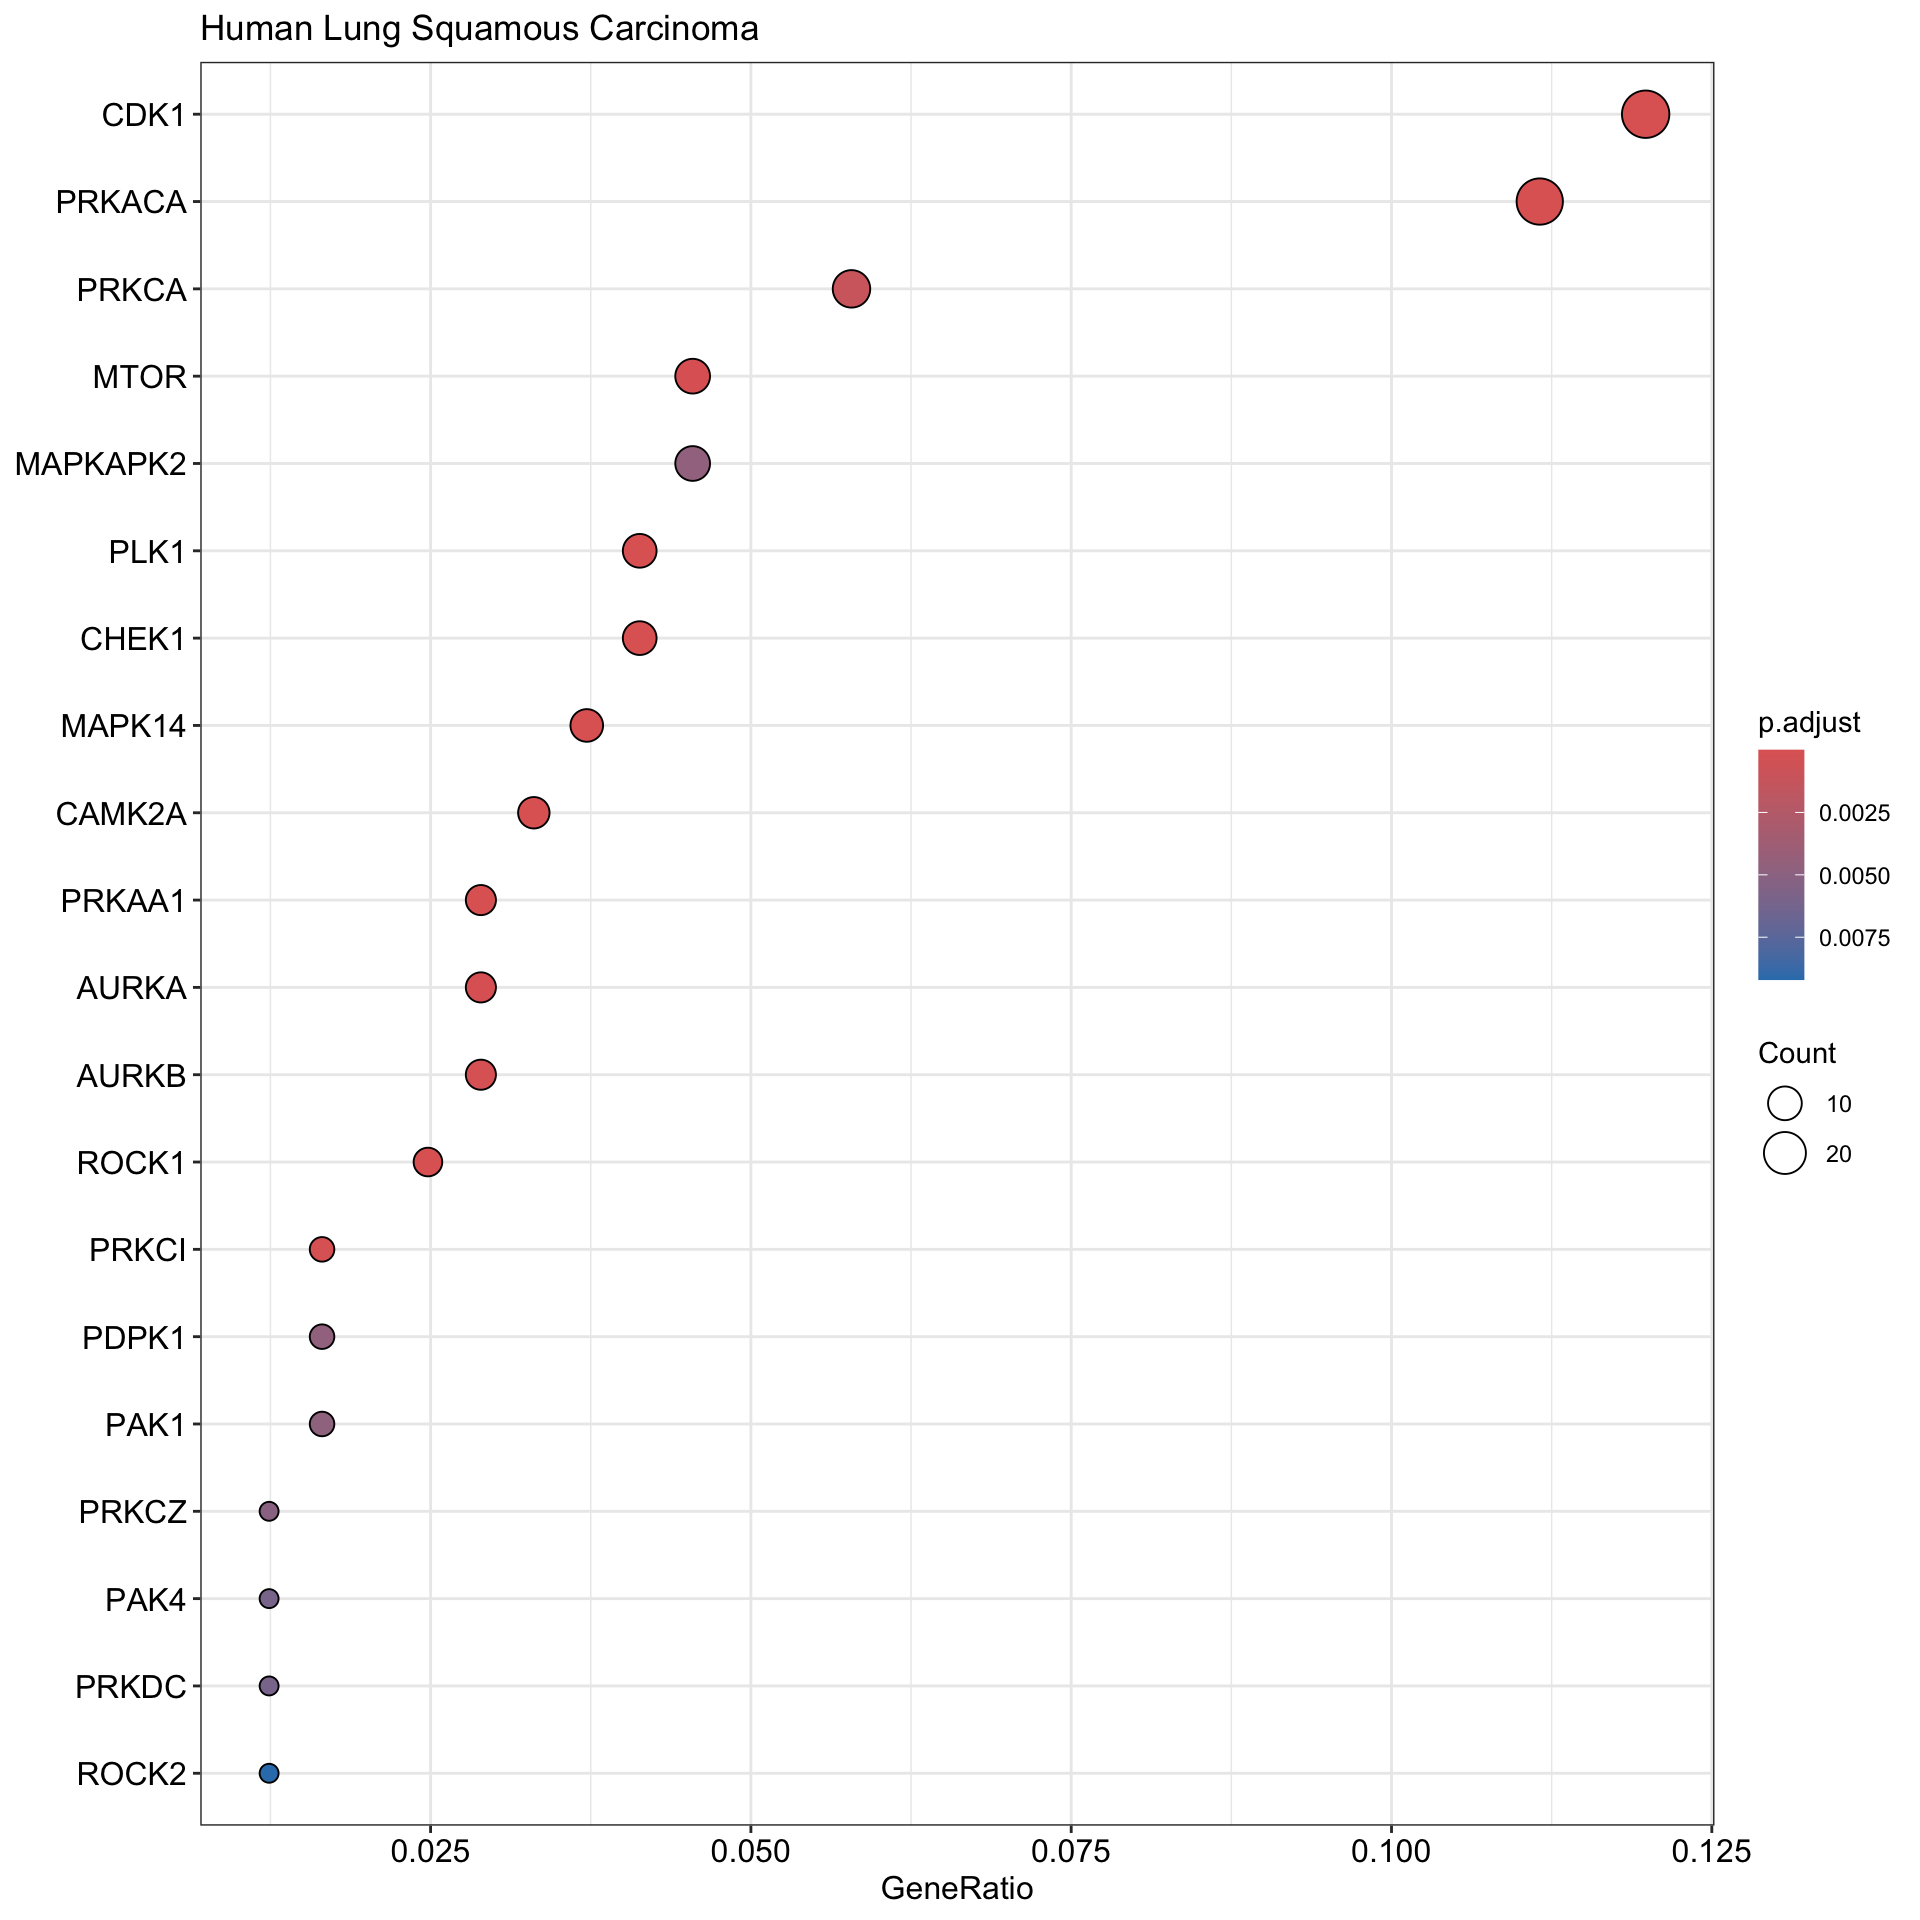 Human Lung Squamous Carcinoma
CDK1
PRKACA
PRKCA
MTOR
MAPKAPK2
PLK1
CHEK1
MAPK14
CAMK2A
PRKAA1
AURKA
AURKB
ROCK1
PRKCI
PDPK1
PAK1
PRKCZ
PAK4
PRKDC
ROCK2
0.025 0.050 0.075 0.100 0.125
GeneRatio
p.adjust
0.0025
0.0050
0.0075
Count
10
20